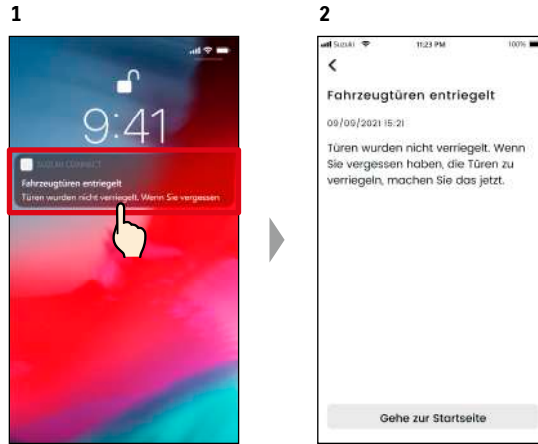 1
9:41
SUZUKI CONNECT
Fahrzeugtüren entriegelt
Türen wurden nicht verriegelt. Wenn Sie vergessen
2
SUZUKI
11:23 PM
100%
Fahrzeugtüren entriegelt
09/09/2021 15:21
Türen wurden nicht verriegelt. Wenn
Sie vergessen haben, die Türen zu
verriegeln, machen Sie das jetzt.
Gehe zur Startseite